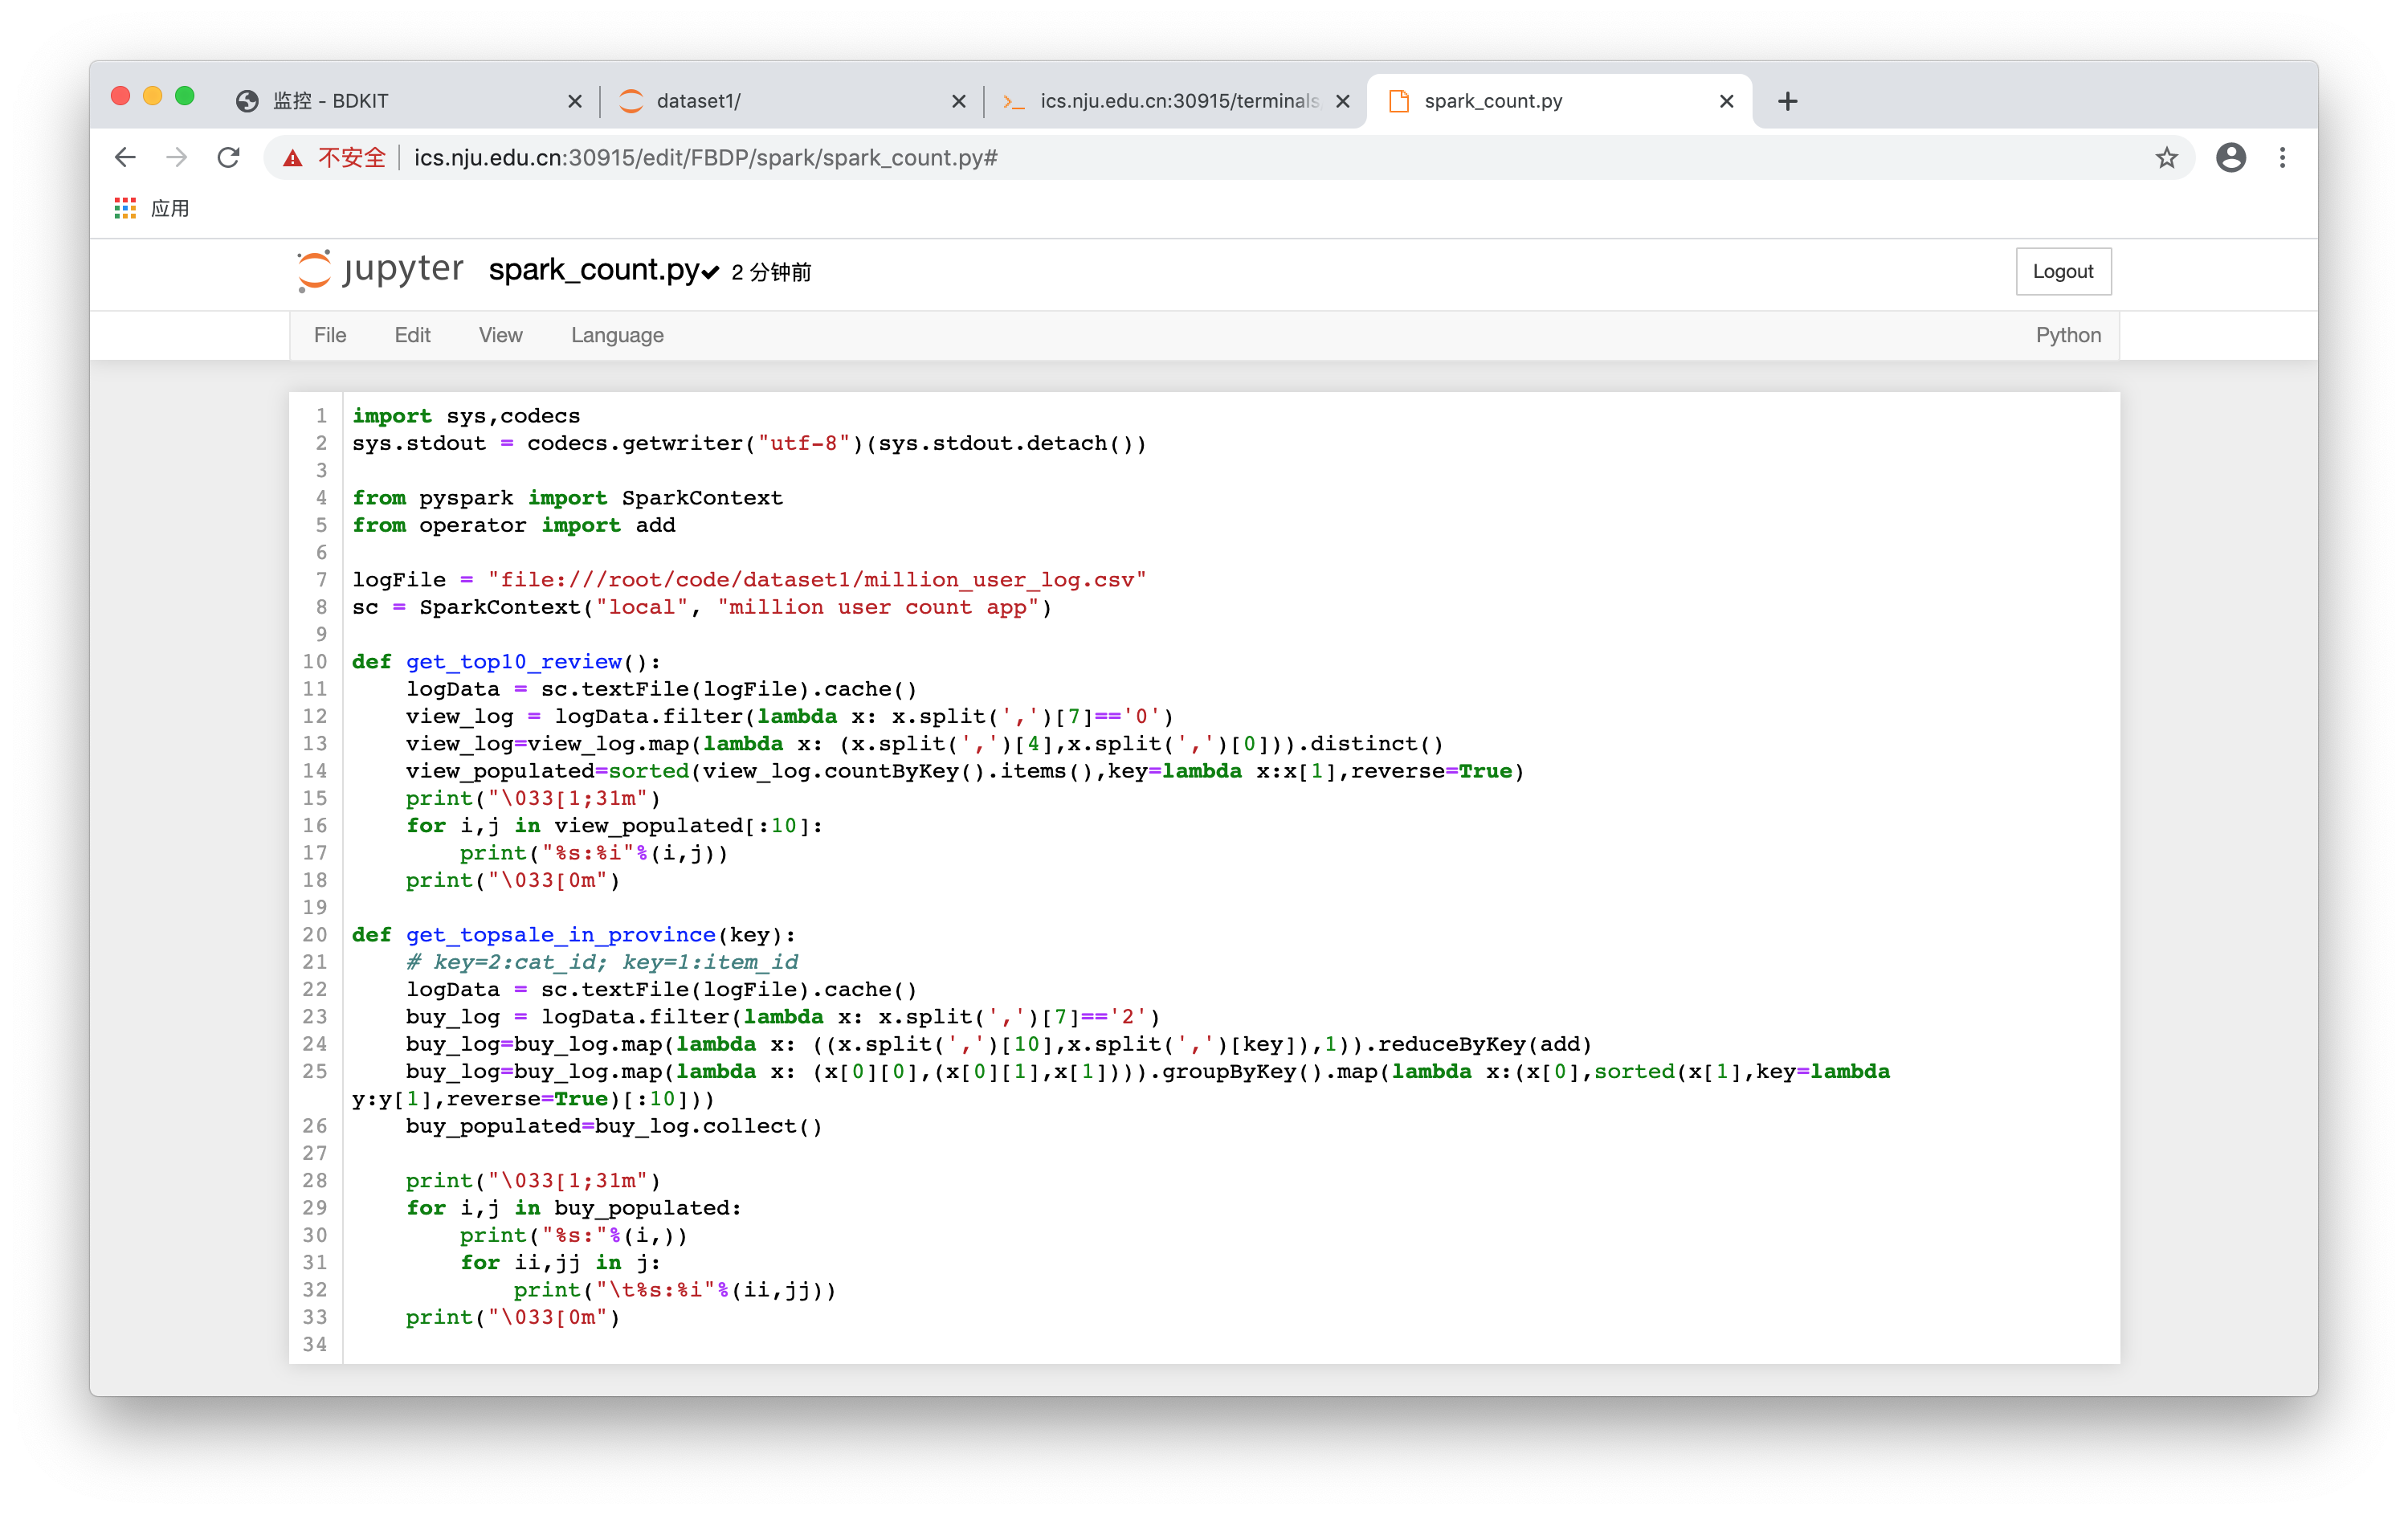 监控 - BDKIT
dataset1/
ics.nju.edu.cn:30915/terminals
spark_count.py
不安全
ics.nju.edu.cn:30915/edit/FBDP/spark/spark_count.py#
应用
jupyter spark_count.py 2 分钟前
Logout
File Edit View Language Python
1 import sys,codecs
2 sys.stdout = codecs.getwriter("utf-8")(sys.stdout.detach())
3
4 from pyspark import SparkContext
5 from operator import add
6
7 logFile = "file:///root/code/dataset1/million_user_log.csv"
8 sc = SparkContext("local", "million user count app")
9
10 def get_top10_review():
11     logData = sc.textFile(logFile).cache()
12     view_log = logData.filter(lambda x: x.split(',')[7]=='0')
13     view_log=view_log.map(lambda x: (x.split(',')[4],x.split(',')[0])).distinct()
14     view_populated=sorted(view_log.countByKey().items(),key=lambda x:x[1],reverse=True)
15     print("\033[1;31m")
16     for i,j in view_populated[:10]:
17         print("%s:%i"%(i,j))
18     print("\033[0m")
19
20 def get_topsale_in_province(key):
21     # key=2:cat_id; key=1:item_id
22     logData = sc.textFile(logFile).cache()
23     buy_log = logData.filter(lambda x: x.split(',')[7]=='2')
24     buy_log=buy_log.map(lambda x: ((x.split(',')[10],x.split(',')[key]),1)).reduceByKey(add)
25     buy_log=buy_log.map(lambda x: (x[0][0],(x[0][1],x[1]))).groupByKey().map(lambda x:(x[0],sorted(x[1],key=lambda
y:y[1],reverse=True)[:10]))
26     buy_populated=buy_log.collect()
27
28     print("\033[1;31m")
29     for i,j in buy_populated:
30         print("%s:"%(i,))
31         for ii,jj in j:
32             print("\t%s:%i"%(ii,jj))
33     print("\033[0m")
34